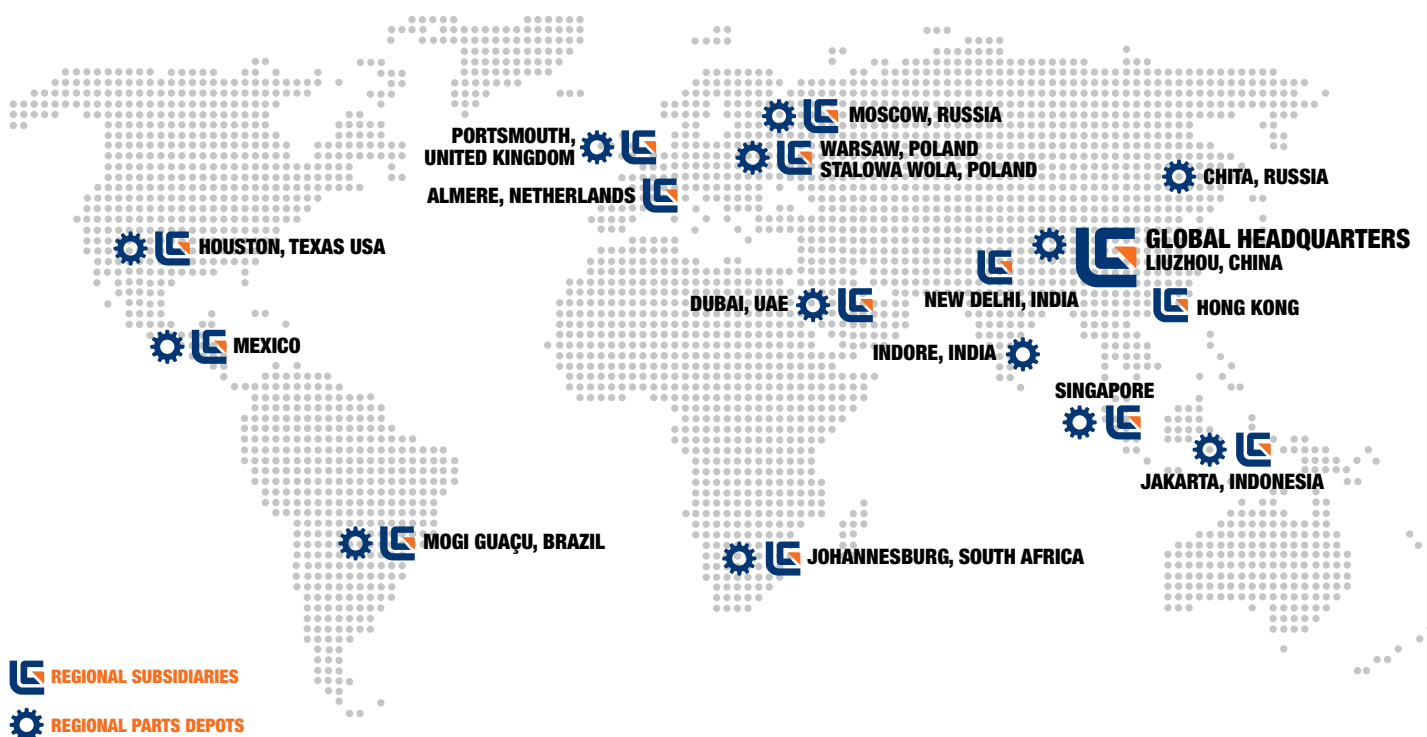 MOSCOW, RUSSIA
PORTSMOUTH,
UNITED KINGDOM
WARSAW, POLAND
STALOWA WOLA, POLAND
CHITA, RUSSIA
ALMERE, NETHERLANDS
HOUSTON, TEXAS USA
GLOBAL HEADQUARTERS
LIUZHOU, CHINA
DUBAI, UAE
NEW DELHI, INDIA
HONG KONG
MEXICO
INDORE, INDIA
SINGAPORE
JAKARTA, INDONESIA
MOGI GUAÇU, BRAZIL
JOHANNESBURG, SOUTH AFRICA
REGIONAL SUBSIDIARIES
REGIONAL PARTS DEPOTS